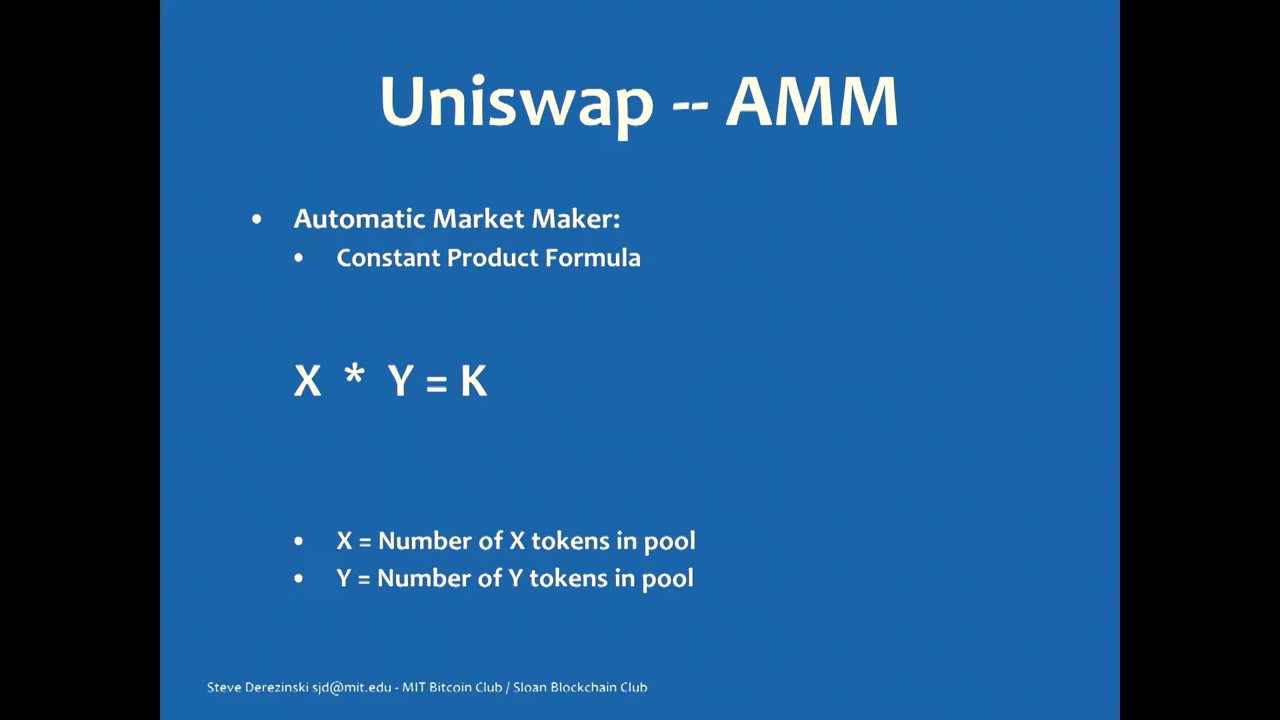 Uniswap -- AMM
• Automatic Market Maker:
• Constant Product Formula
X * Y = K
• X = Number of X tokens in pool
• Y = Number of Y tokens in pool
Steve Derezinski sjd@mit.edu - MIT Bitcoin Club / Sloan Blockchain Club